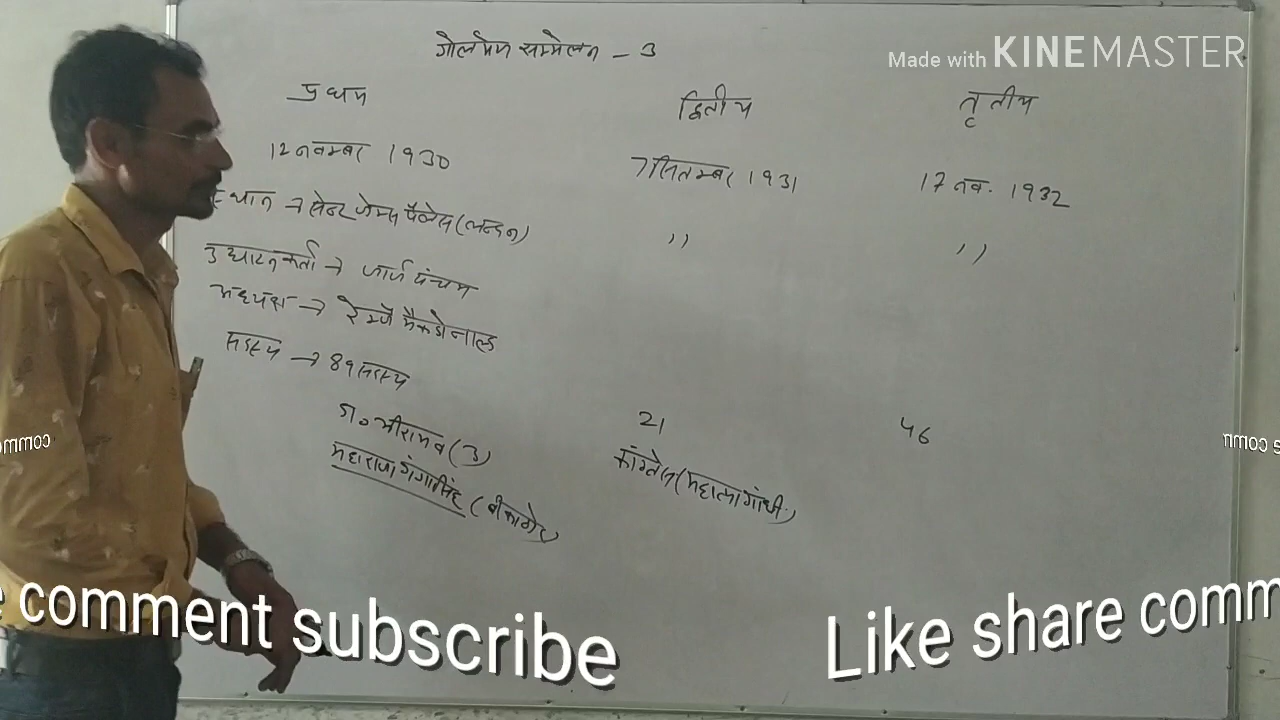 गोलमेज सम्मेलन - 3
Made with KINEMASTER
प्रथम द्वितीय तृतीय
12 नवम्बर 1930 7 सितम्बर 1931 17 नव. 1932
स्थान → सेन्ट जेम्स पैलेस (लन्दन) ,, ,,
उद्घाटनकर्ता → जार्ज पंचम
अध्यक्ष → रेम्जे मैकडोनाल्ड
सदस्य → 89 सदस्य
डा॰ भीमराव (3) 21 46
महाराजा गंगासिंह (बीकानेर) कांग्रेस (महात्मा गांधी)
comment subscribe
Like share comm